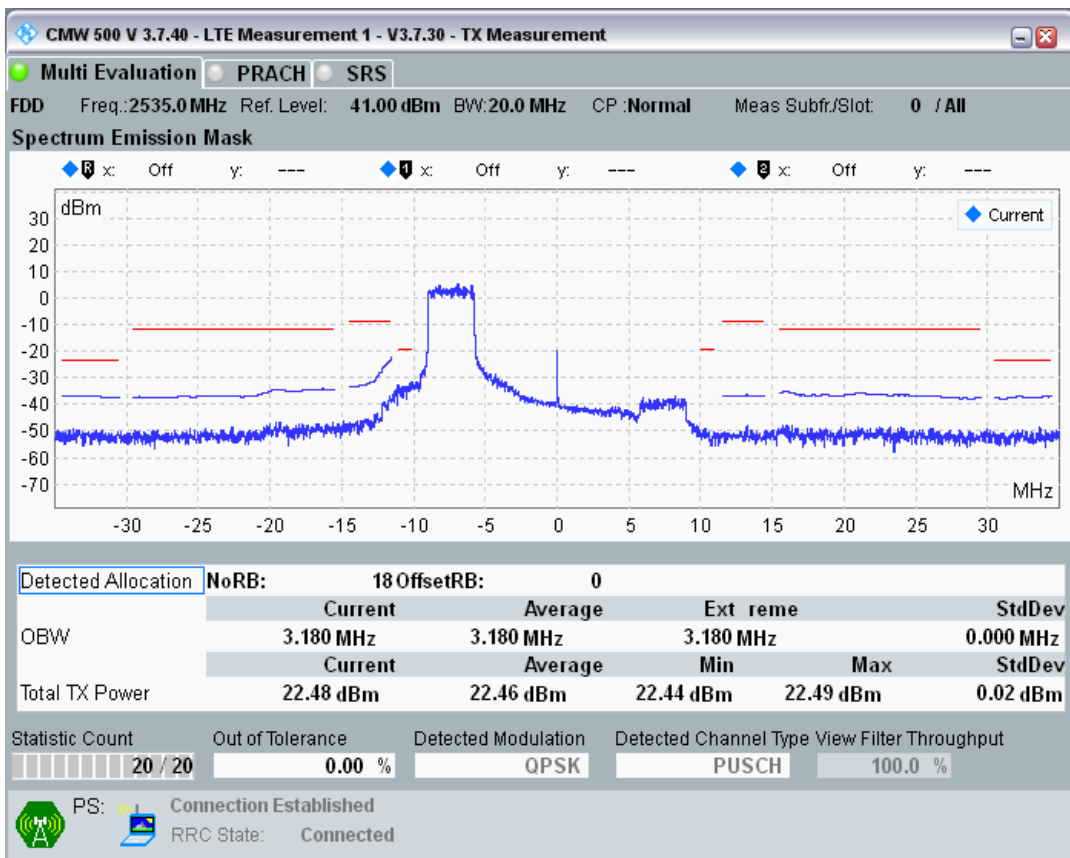 CMW 500 V 3.7.40 - LTE Measurement 1 - V3.7.30 - TX Measurement
Multi Evaluation PRACH SRS
FDD Freq.:2535.0 MHz Ref. Level: 41.00 dBm BW:20.0 MHz CP :Normal Meas Subfr./Slot: 0 / All
Spectrum Emission Mask
R x: Off y: --- 1 x: Off y: --- 2 x: Off y: ---
dBm
Current
30
20
10
0
-10
-20
-30
-40
-50
-60
-70
MHz
-30 -25 -20 -15 -10 -5 0 5 10 15 20 25 30
Detected Allocation NoRB: 18 OffsetRB: 0
Current Average Ext reme StdDev
OBW 3.180 MHz 3.180 MHz 3.180 MHz 0.000 MHz
Current Average Min Max StdDev
Total TX Power 22.48 dBm 22.46 dBm 22.44 dBm 22.49 dBm 0.02 dBm
Statistic Count Out of Tolerance Detected Modulation Detected Channel Type View Filter Throughput
20 / 20 0.00 % QPSK PUSCH 100.0 %
PS: Connection Established
RRC State: Connected